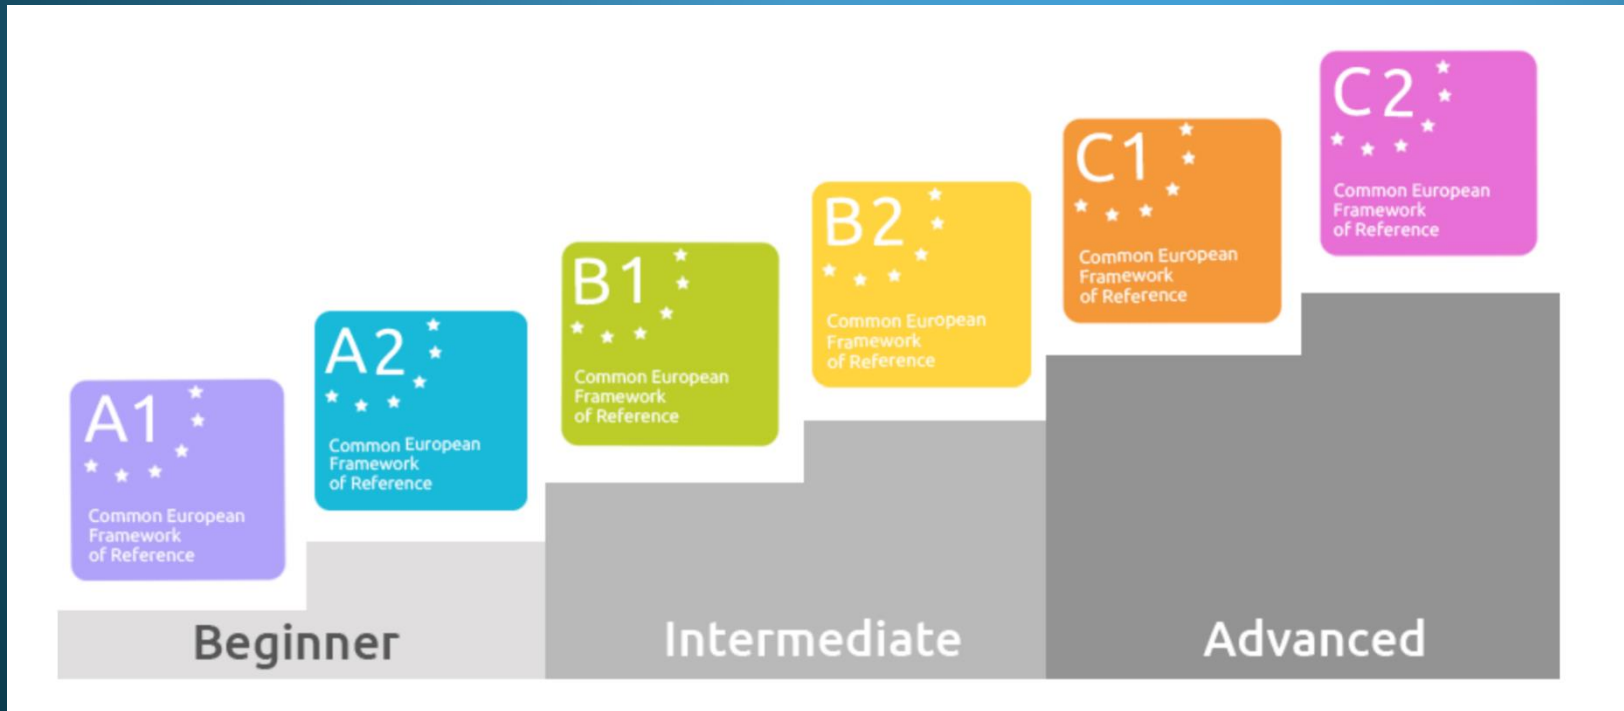 A1
Common European
Framework
of Reference
A2
Common European
Framework
of Reference
B1
Common European
Framework
of Reference
B2
Common European
Framework
of Reference
C1
Common European
Framework
of Reference
C2
Common European
Framework
of Reference
Beginner
Intermediate
Advanced